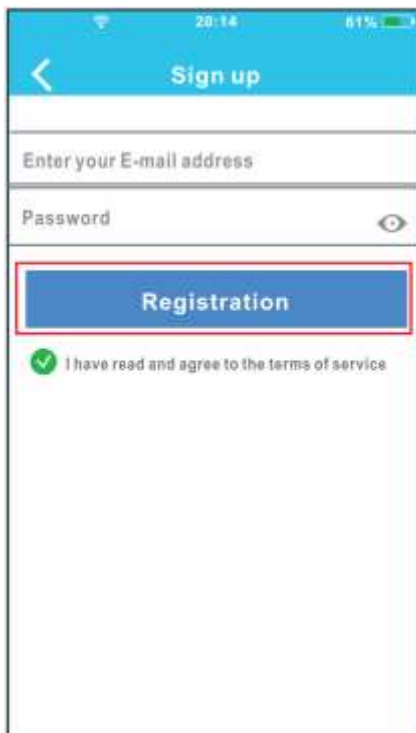 20:14 61%
Sign up
Enter your E-mail address
Password
Registration
I have read and agree to the terms of service